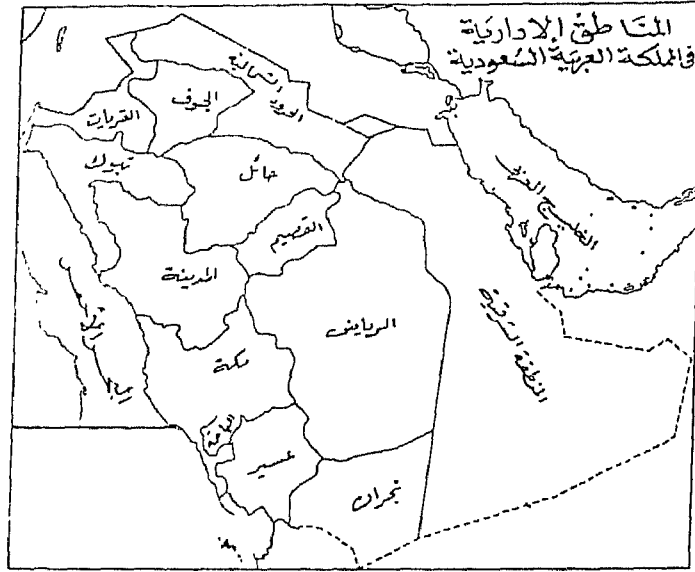 المناطق الادارية
في المملكة العربية السعودية
الحدود الشمالية
الجوف
القريات
تبوك
حائل
القصيم
الخليج العربي
المدينة
الرياض
المنطقة الشرقية
مكة
الباحة
عسير
نجران